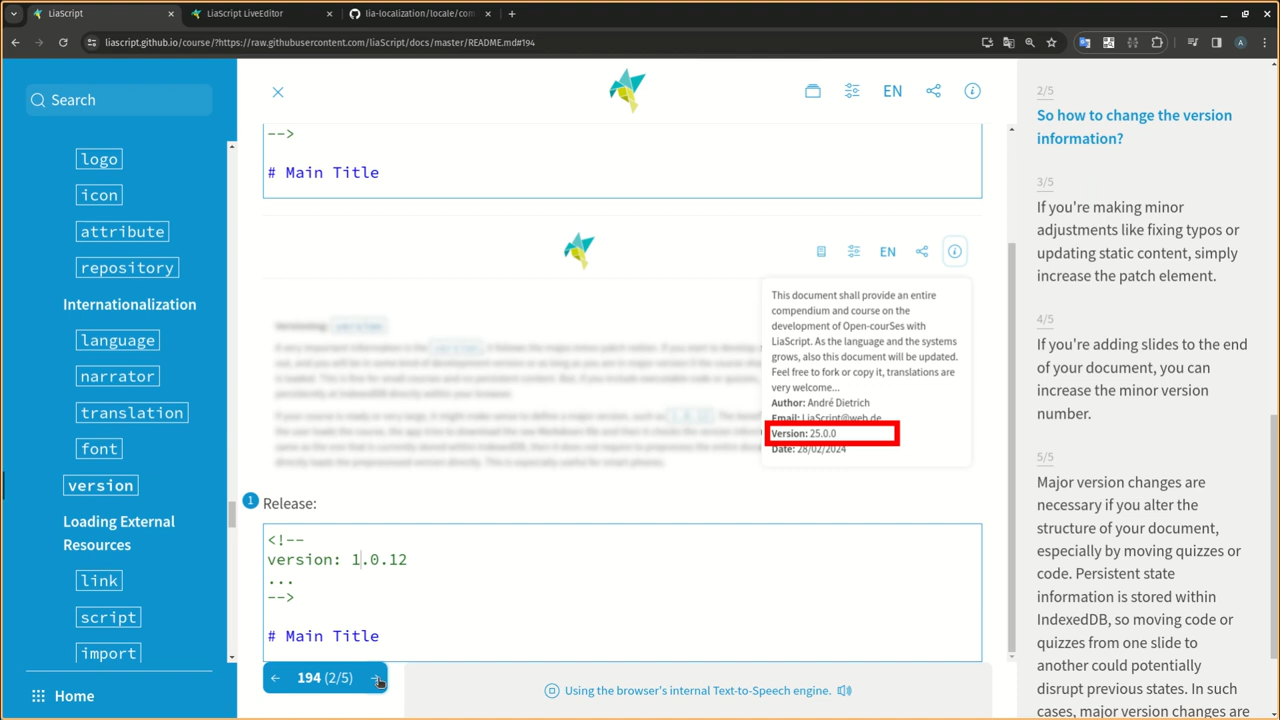 LiaScript
LiaScript LiveEditor
lia-localization/locale/com
liascript.github.io/course/?https://raw.githubusercontent.com/liaScript/docs/master/README.md#194
A
Search
logo
icon
attribute
repository
Internationalization
language
narrator
translation
font
version
Loading External
Resources
link
script
import
Home
EN
-->
# Main Title
EN
This document shall provide an entire
compendium and course on the
development of Open-courSes with
LiaScript. As the language and the systems
grows, also this document will be updated.
Feel free to fork or copy it, translations are
very welcome...
Author: André Dietrich
Email: LiaScript@web.de
Version: 25.0.0
Date: 28/02/2024
1 Release:
<!--
version: 1.0.12
...
-->
# Main Title
← 194 (2/5) →
Using the browser's internal Text-to-Speech engine.
2/5
So how to change the version
information?
3/5
If you're making minor
adjustments like fixing typos or
updating static content, simply
increase the patch element.
4/5
If you're adding slides to the end
of your document, you can
increase the minor version
number.
5/5
Major version changes are
necessary if you alter the
structure of your document,
especially by moving quizzes or
code. Persistent state
information is stored within
IndexedDB, so moving code or
quizzes from one slide to
another could potentially
disrupt previous states. In such
cases, major version changes are